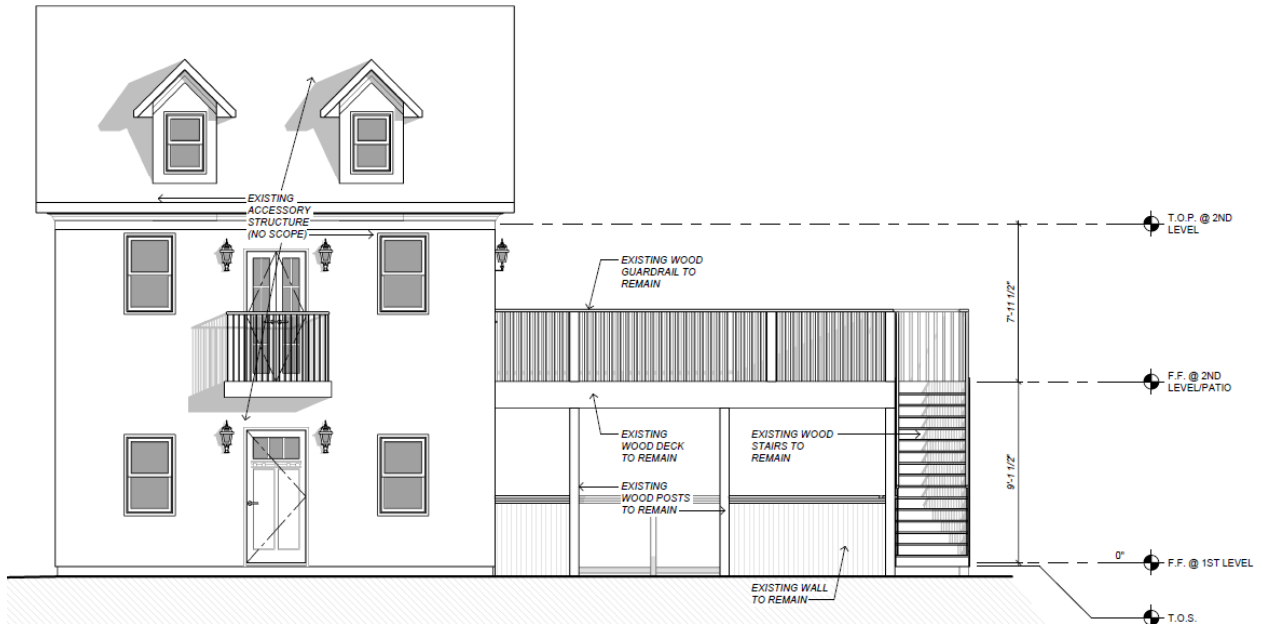 EXISTING
ACCESSORY
STRUCTURE
(NO SCOPE)
T.O.P. @ 2ND
LEVEL
EXISTING WOOD
GUARDRAIL TO
REMAIN
7'-11 1/2"
F.F. @ 2ND
LEVEL/PATIO
EXISTING
WOOD DECK
TO REMAIN
EXISTING WOOD
STAIRS TO
REMAIN
9'-1 1/2"
EXISTING
WOOD POSTS
TO REMAIN
0"
F.F. @ 1ST LEVEL
EXISTING WALL
TO REMAIN
T.O.S.